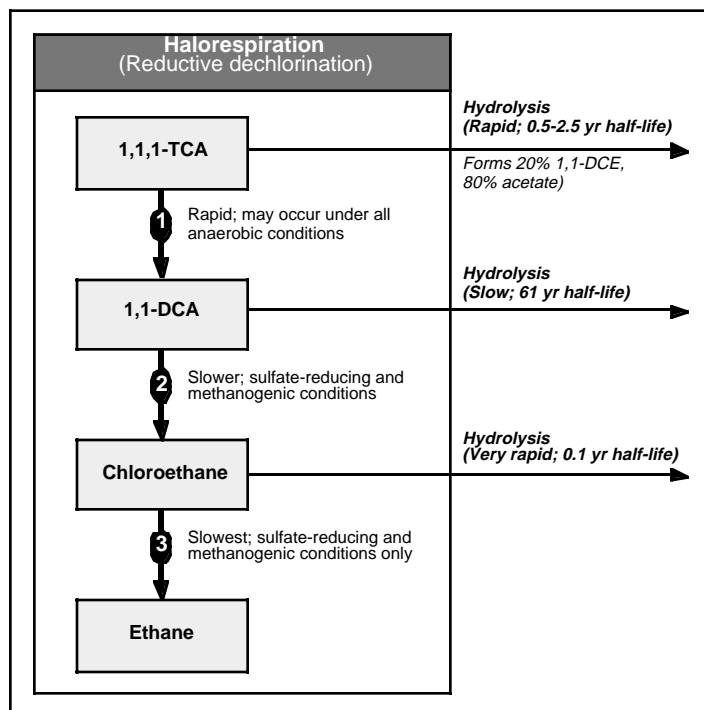 Halorespiration
(Reductive dechlorination)
Hydrolysis
(Rapid; 0.5-2.5 yr half-life)
1,1,1-TCA
Forms 20% 1,1-DCE,
80% acetate)
1
Rapid; may occur under all
anaerobic conditions
Hydrolysis
(Slow; 61 yr half-life)
1,1-DCA
2
Slower; sulfate-reducing and
methanogenic conditions
Hydrolysis
(Very rapid; 0.1 yr half-life)
Chloroethane
3
Slowest; sulfate-reducing and
methanogenic conditions only
Ethane